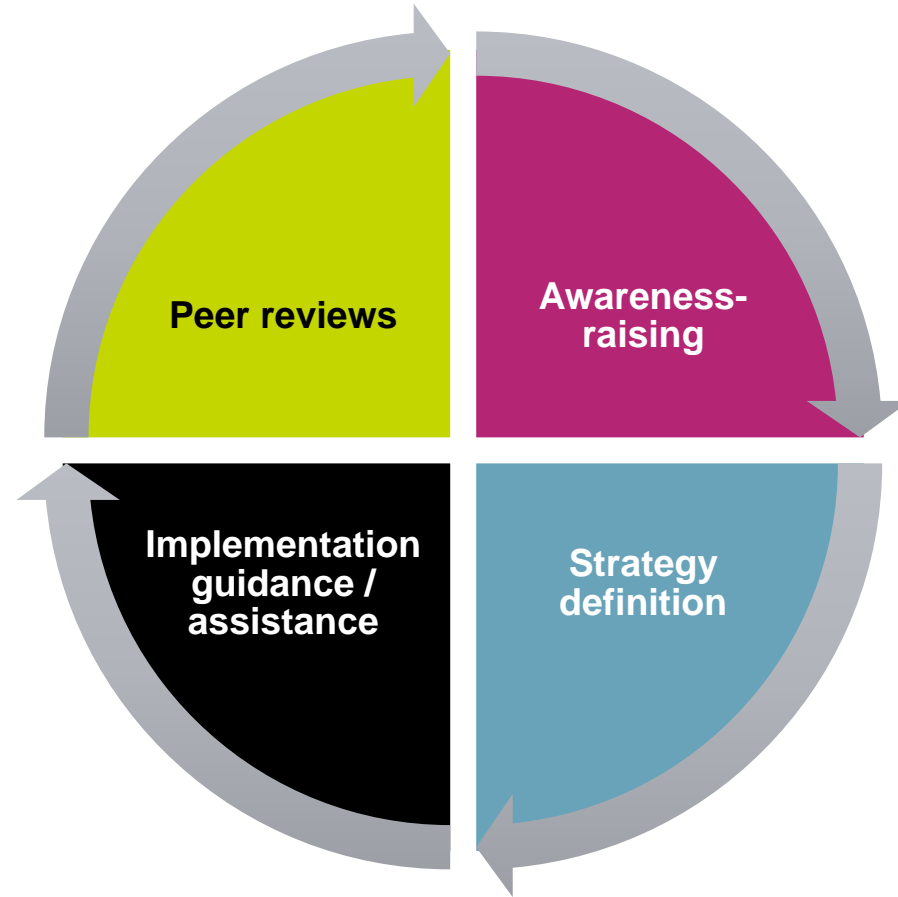 Peer reviews
Awareness-
raising
Implementation
guidance /
assistance
Strategy
definition